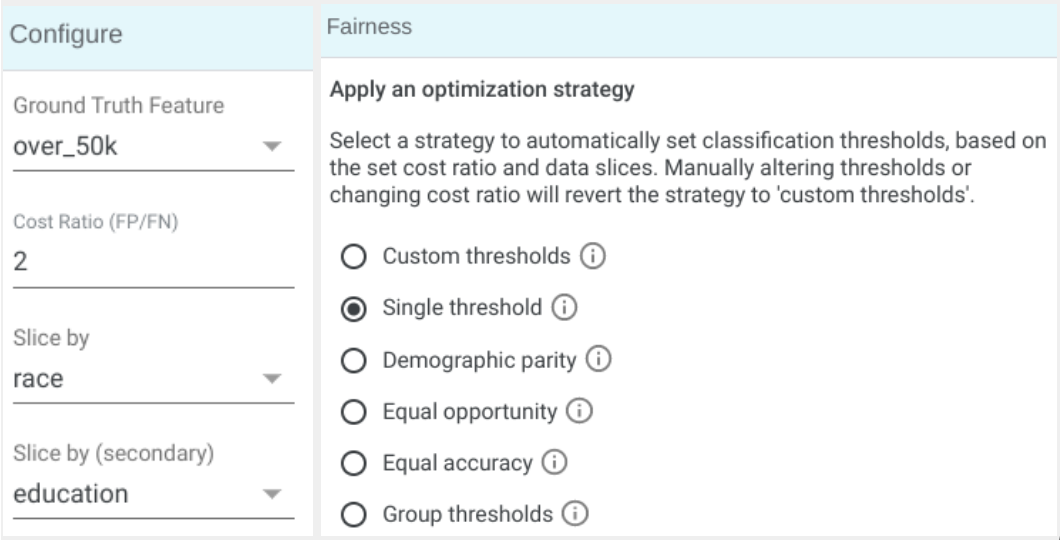 Configure
Ground Truth Feature
over_50k
Cost Ratio (FP/FN)
2
Slice by
race
Slice by (secondary)
education
Fairness
Apply an optimization strategy
Select a strategy to automatically set classification thresholds, based on
the set cost ratio and data slices. Manually altering thresholds or
changing cost ratio will revert the strategy to 'custom thresholds'.
Custom thresholds
Single threshold
Demographic parity
Equal opportunity
Equal accuracy
Group thresholds